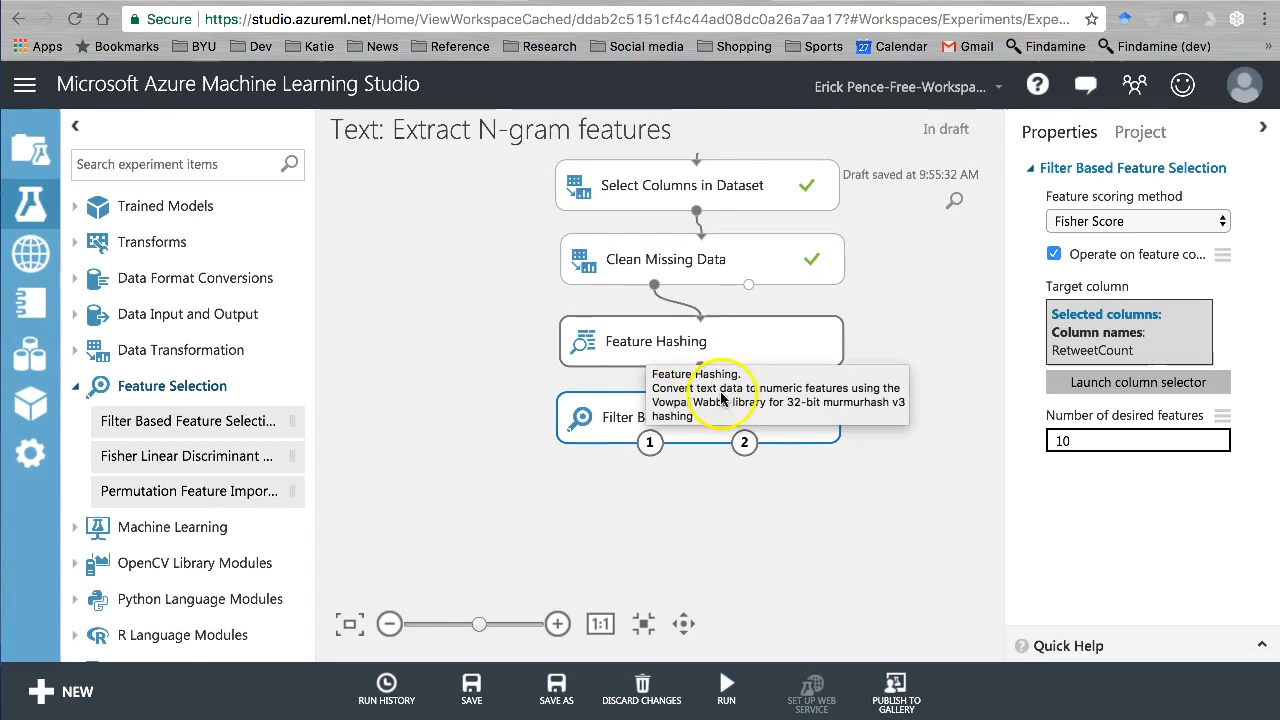 Secure
https://studio.azureml.net/Home/ViewWorkspaceCached/ddab2c5151cf4c44ad08dc0a26a7aa17?#Workspaces/Experiments/Expe...
Apps
Bookmarks
BYU
Dev
Katie
News
Reference
Research
Social media
Shopping
Sports
27
Calendar
Gmail
Findamine
Findamine (dev)
»
Microsoft Azure Machine Learning Studio
Erick Pence-Free-Workspa...
Search experiment items
Trained Models
Transforms
Data Format Conversions
Data Input and Output
Data Transformation
Feature Selection
Filter Based Feature Selecti...
Fisher Linear Discriminant ...
Permutation Feature Impor...
Machine Learning
OpenCV Library Modules
Python Language Modules
R Language Modules
Text: Extract N-gram features
In draft
Draft saved at 9:55:32 AM
Select Columns in Dataset
Clean Missing Data
Feature Hashing
Feature Hashing.
Convert text data to numeric features using the
Vowpal Wabbit library for 32-bit murmurhash v3
hashing
Filter B
1
2
1:1
Properties
Project
Filter Based Feature Selection
Feature scoring method
Fisher Score
Operate on feature co...
Target column
Selected columns:
Column names:
RetweetCount
Launch column selector
Number of desired features
10
Quick Help
NEW
RUN HISTORY
SAVE
SAVE AS
DISCARD CHANGES
RUN
SET UP WEB
SERVICE
PUBLISH TO
GALLERY